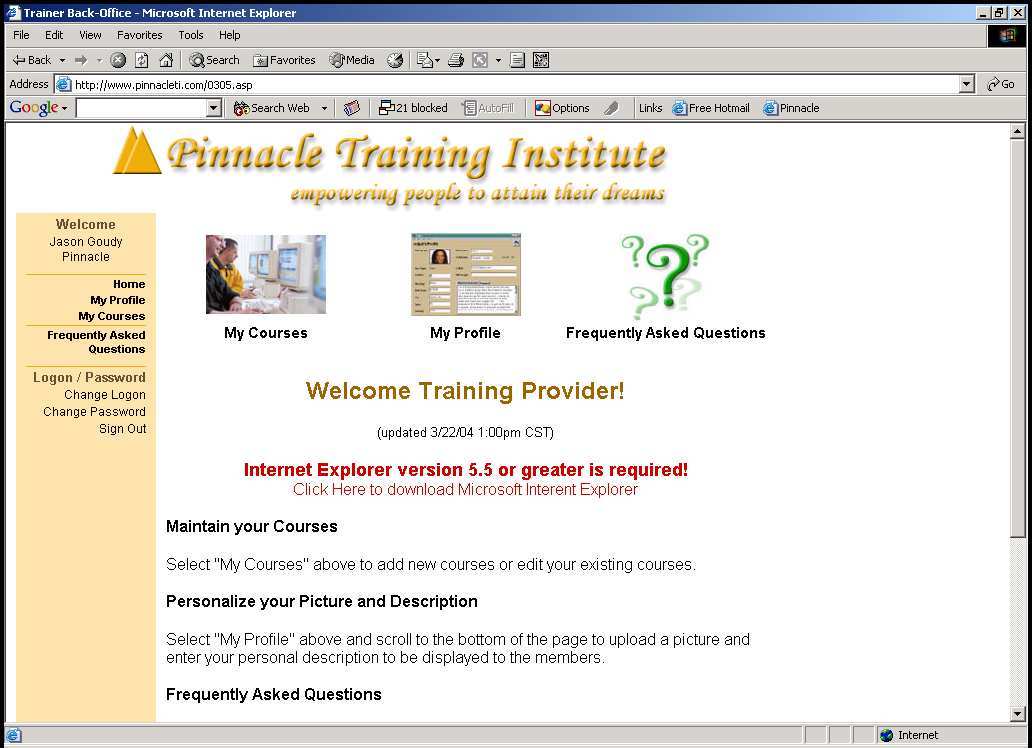 Trainer Back-Office - Microsoft Internet Explorer
File Edit View Favorites Tools Help
Back Search Favorites Media
Address http://www.pinnacleti.com/0305.asp Go
Google Search Web 21 blocked AutoFill Options Links Free Hotmail Pinnacle
Pinnacle Training Institute
empowering people to attain their dreams
Welcome
Jason Goudy
Pinnacle
Home
My Profile
My Courses
Frequently Asked
Questions
Logon / Password
Change Logon
Change Password
Sign Out
My Courses My Profile Frequently Asked Questions
Welcome Training Provider!
(updated 3/22/04 1:00pm CST)
Internet Explorer version 5.5 or greater is required!
Click Here to download Microsoft Interent Explorer
Maintain your Courses
Select "My Courses" above to add new courses or edit your existing courses.
Personalize your Picture and Description
Select "My Profile" above and scroll to the bottom of the page to upload a picture and
enter your personal description to be displayed to the members.
Frequently Asked Questions
Internet